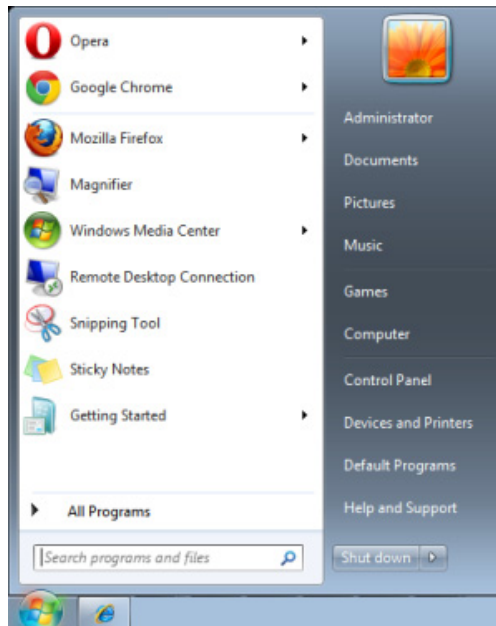 Opera
Google Chrome
Mozilla Firefox
Magnifier
Windows Media Center
Remote Desktop Connection
Snipping Tool
Sticky Notes
Getting Started
All Programs
Search programs and files
Administrator
Documents
Pictures
Music
Games
Computer
Control Panel
Devices and Printers
Default Programs
Help and Support
Shut down